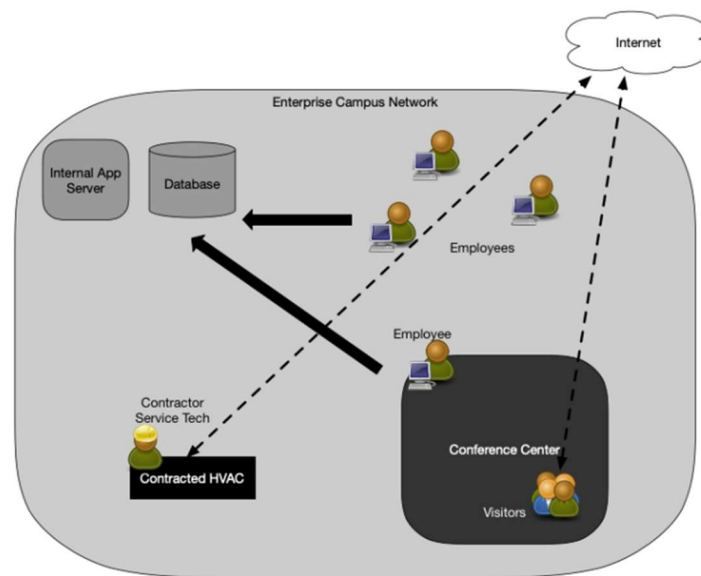 Internet
Enterprise Campus Network
Internal App
Server
Database
Employees
Employee
Contractor
Service Tech
Conference Center
Contracted HVAC
Visitors